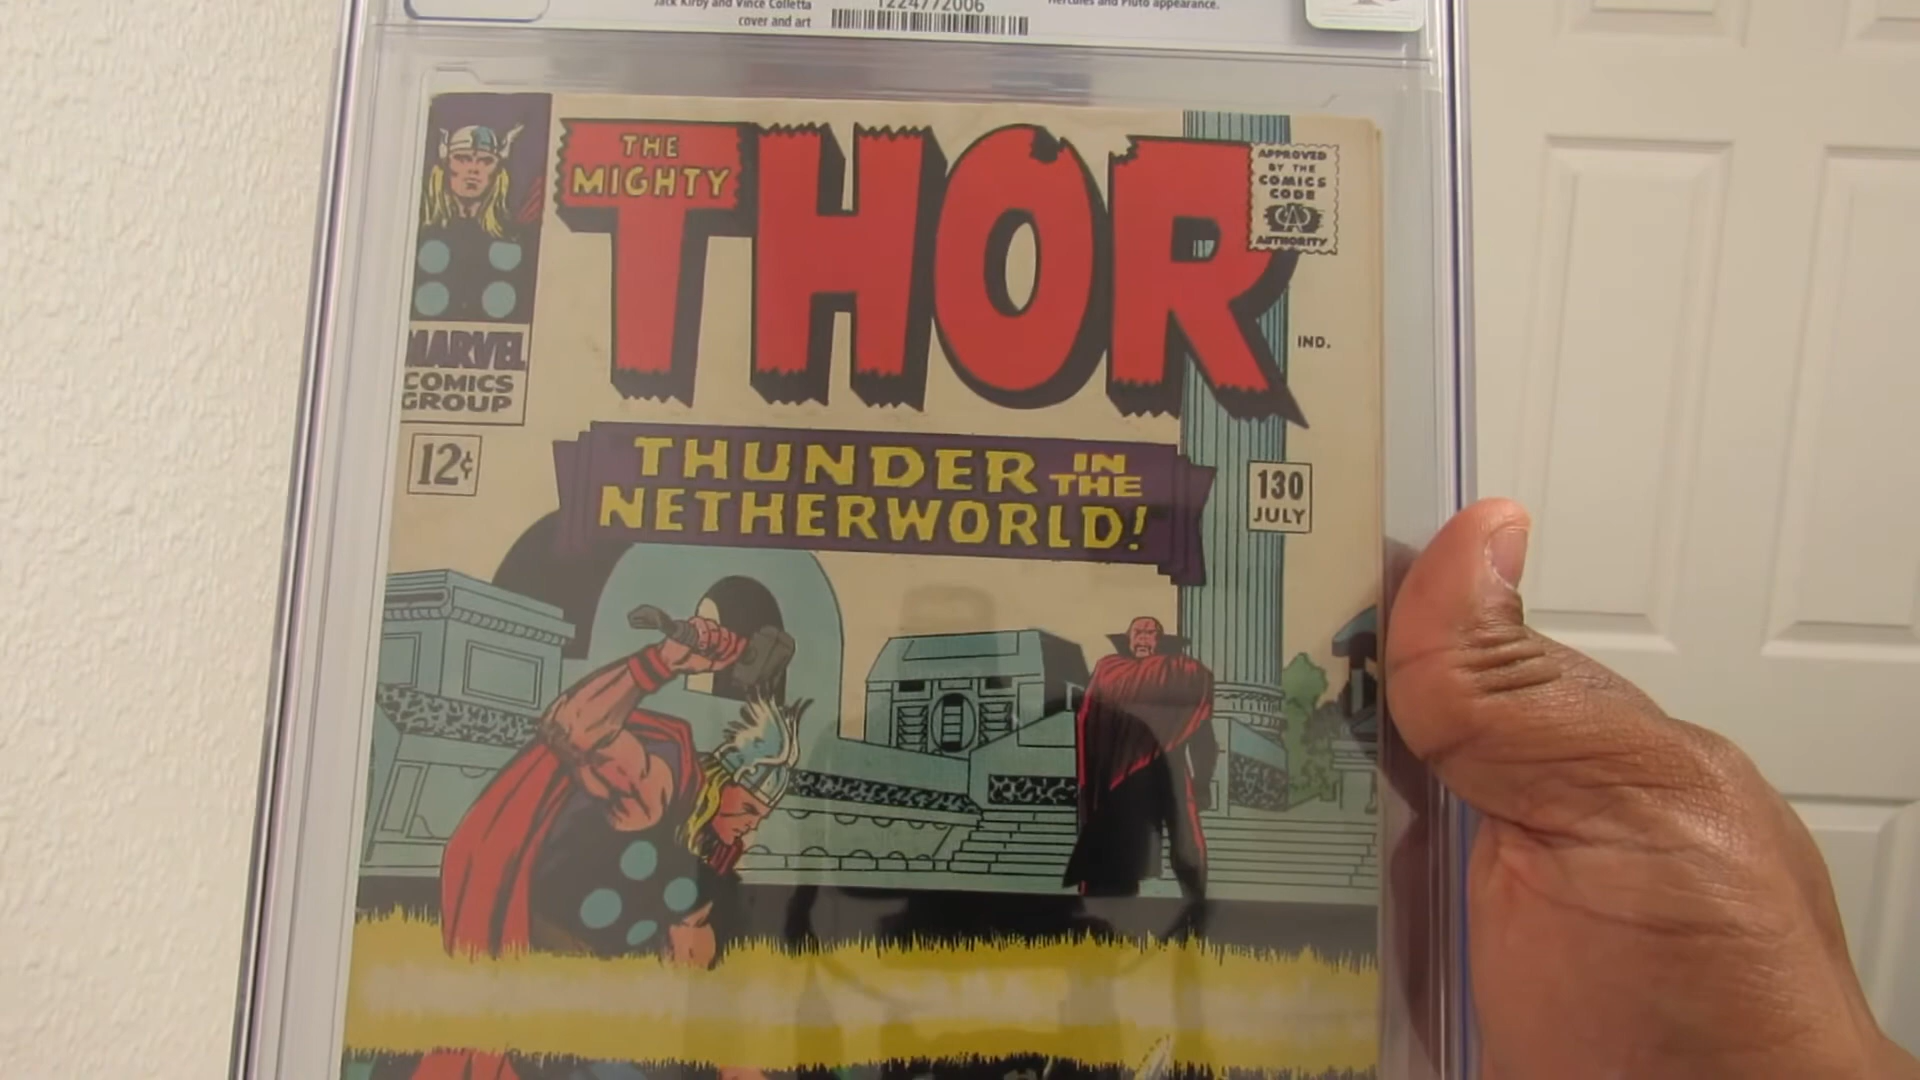 Jack Kirby and Vince Colletta
cover and art
1224772006
Hercules and Pluto appearance.
THE
MIGHTY
THOR
APPROVED
BY THE
COMICS
CODE
AUTHORITY
MARVEL
COMICS
GROUP
IND.
12¢
THUNDER IN THE
NETHERWORLD!
130
JULY